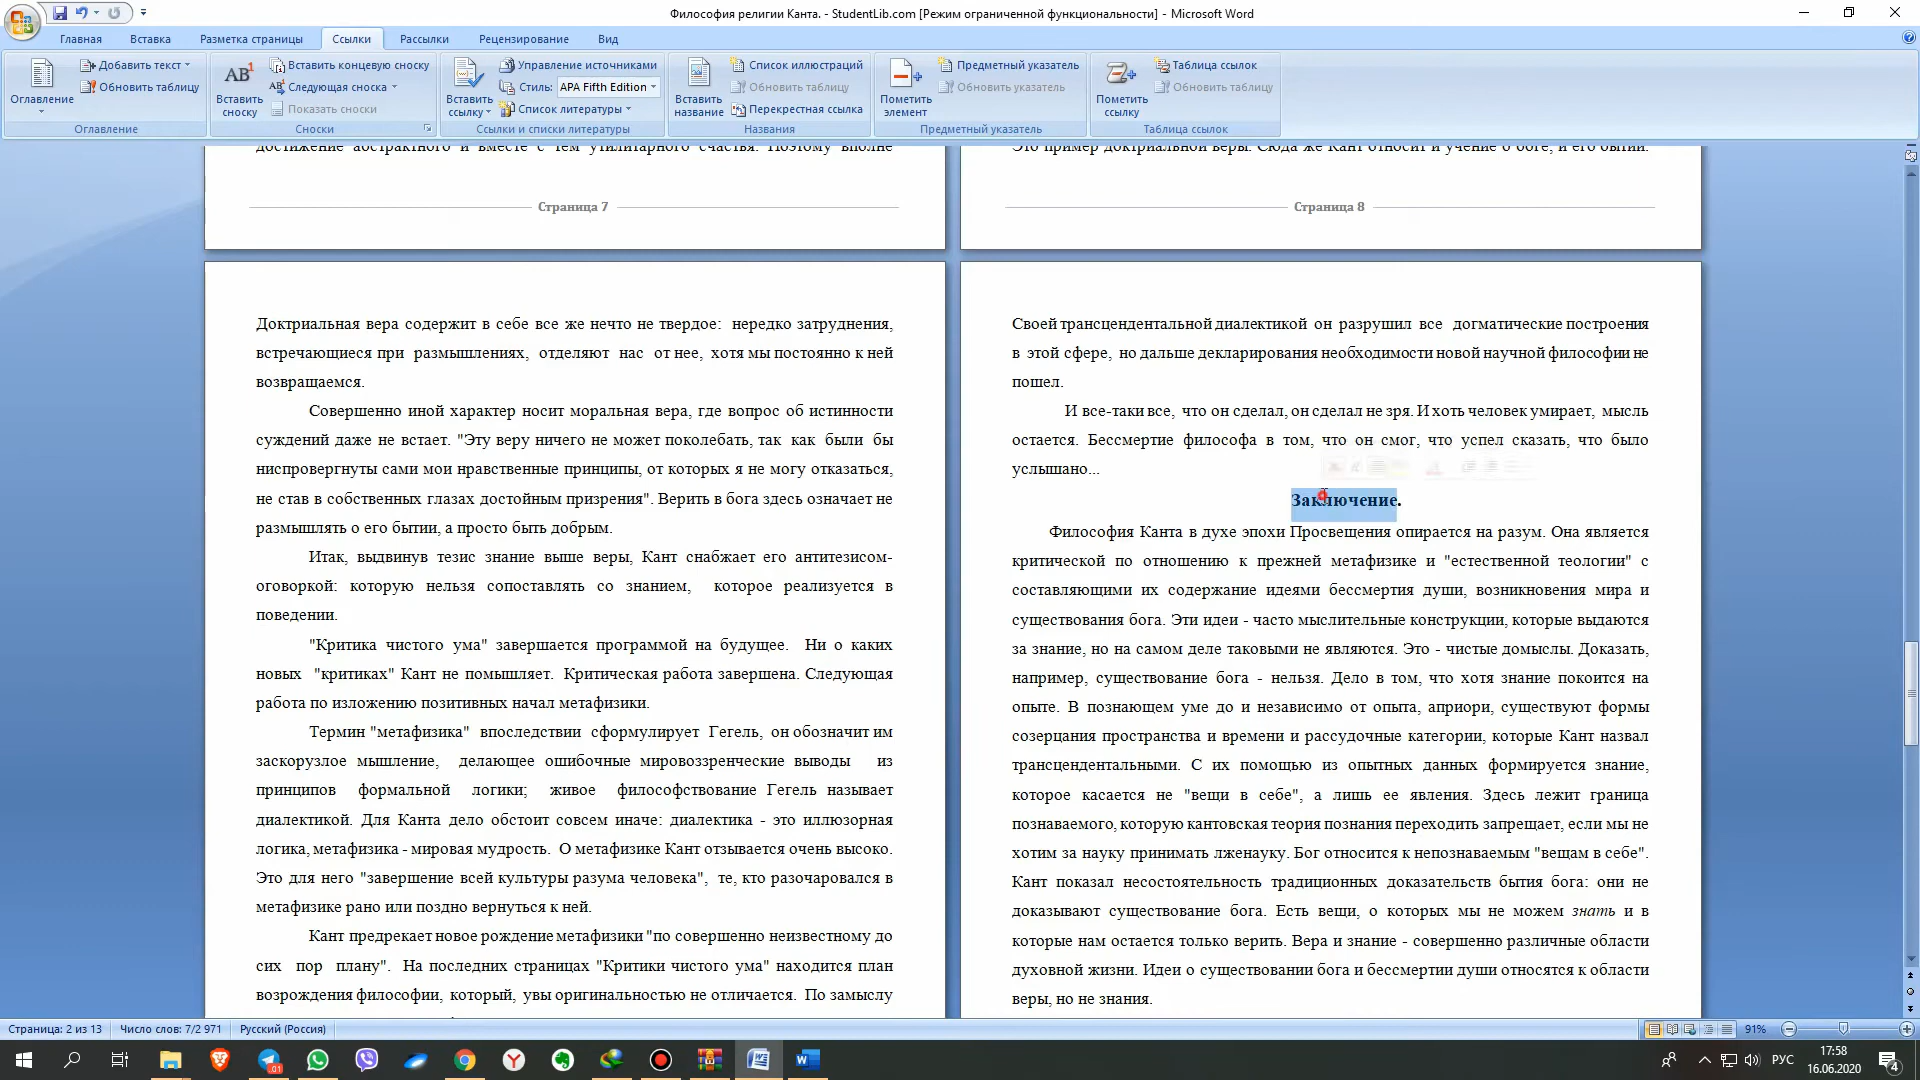 Философия религии Канта. - StudentLib.com [Режим ограниченной функциональности] - Microsoft Word
Главная
Вставка
Разметка страницы
Ссылки
Рассылки
Рецензирование
Вид
Оглавление
Добавить текст
Обновить таблицу
Оглавление
AB1
Вставить сноску
Вставить концевую сноску
Следующая сноска
Показать сноски
Сноски
Вставить ссылку
Управление источниками
Стиль: APA Fifth Edition
Список литературы
Ссылки и списки литературы
Вставить название
Список иллюстраций
Обновить таблицу
Перекрестная ссылка
Названия
Пометить элемент
Предметный указатель
Обновить указатель
Предметный указатель
Пометить ссылку
Таблица ссылок
Обновить таблицу
Таблица ссылок
достижение абстрактного и вместе с тем утилитарного счастья. Поэтому вполне
Страница 7
Это пример доктриальной веры. Сюда же Кант относит и учение о боге, и его бытии.
Страница 8
Доктриальная вера содержит в себе все же нечто не твердое: нередко затруднения,
встречающиеся при размышлениях, отделяют нас от нее, хотя мы постоянно к ней
возвращаемся.
Совершенно иной характер носит моральная вера, где вопрос об истинности
суждений даже не встает. "Эту веру ничего не может поколебать, так как были бы
ниспровергнуты сами мои нравственные принципы, от которых я не могу отказаться,
не став в собственных глазах достойным призрения". Верить в бога здесь означает не
размышлять о его бытии, а просто быть добрым.
Итак, выдвинув тезис знание выше веры, Кант снабжает его антитезисом-
оговоркой: которую нельзя сопоставлять со знанием, которое реализуется в
поведении.
"Критика чистого ума" завершается программой на будущее. Ни о каких
новых "критиках" Кант не помышляет. Критическая работа завершена. Следующая
работа по изложению позитивных начал метафизики.
Термин "метафизика" впоследствии сформулирует Гегель, он обозначит им
заскорузлое мышление, делающее ошибочные мировоззренческие выводы из
принципов формальной логики; живое философствование Гегель называет
диалектикой. Для Канта дело обстоит совсем иначе: диалектика - это иллюзорная
логика, метафизика - мировая мудрость. О метафизике Кант отзывается очень высоко.
Это для него "завершение всей культуры разума человека", те, кто разочаровался в
метафизике рано или поздно вернуться к ней.
Кант предрекает новое рождение метафизики "по совершенно неизвестному до
сих пор плану". На последних страницах "Критики чистого ума" находится план
возрождения философии, который, увы оригинальностью не отличается. По замыслу
Своей трансцендентальной диалектикой он разрушил все догматические построения
в этой сфере, но дальше декларирования необходимости новой научной философии не
пошел.
И все-таки все, что он сделал, он сделал не зря. И хоть человек умирает, мысль
остается. Бессмертие философа в том, что он смог, что успел сказать, что было
услышано...
Заключение.
Философия Канта в духе эпохи Просвещения опирается на разум. Она является
критической по отношению к прежней метафизике и "естественной теологии" с
составляющими их содержание идеями бессмертия души, возникновения мира и
существования бога. Эти идеи - часто мыслительные конструкции, которые выдаются
за знание, но на самом деле таковыми не являются. Это - чистые домыслы. Доказать,
например, существование бога - нельзя. Дело в том, что хотя знание покоится на
опыте. В познающем уме до и независимо от опыта, априори, существуют формы
созерцания пространства и времени и рассудочные категории, которые Кант назвал
трансцендентальными. С их помощью из опытных данных формируется знание,
которое касается не "вещи в себе", а лишь ее явления. Здесь лежит граница
познаваемого, которую кантовская теория познания переходить запрещает, если мы не
хотим за науку принимать лженауку. Бог относится к непознаваемым "вещам в себе".
Кант показал несостоятельность традиционных доказательств бытия бога: они не
доказывают существование бога. Есть вещи, о которых мы не можем знать и в
которые нам остается только верить. Вера и знание - совершенно различные области
духовной жизни. Идеи о существовании бога и бессмертии души относятся к области
веры, но не знания.
Страница: 2 из 13
Число слов: 7/2 971
Русский (Россия)
91%
РУС
17:58
16.06.2020
4